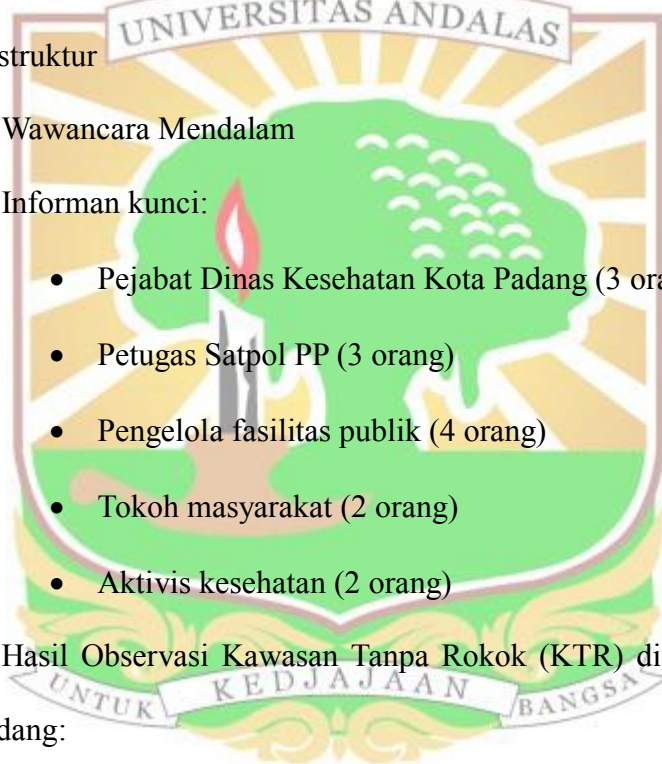 UNIVERSITAS ANDALAS
struktur
Wawancara Mendalam
Informan kunci:
• Pejabat Dinas Kesehatan Kota Padang (3 ora
• Petugas Satpol PP (3 orang)
• Pengelola fasilitas publik (4 orang)
• Tokoh masyarakat (2 orang)
• Aktivis kesehatan (2 orang)
Hasil Observasi Kawasan Tanpa Rokok (KTR) di
UNTUK KEDJAJAAN BANGSA
dang: